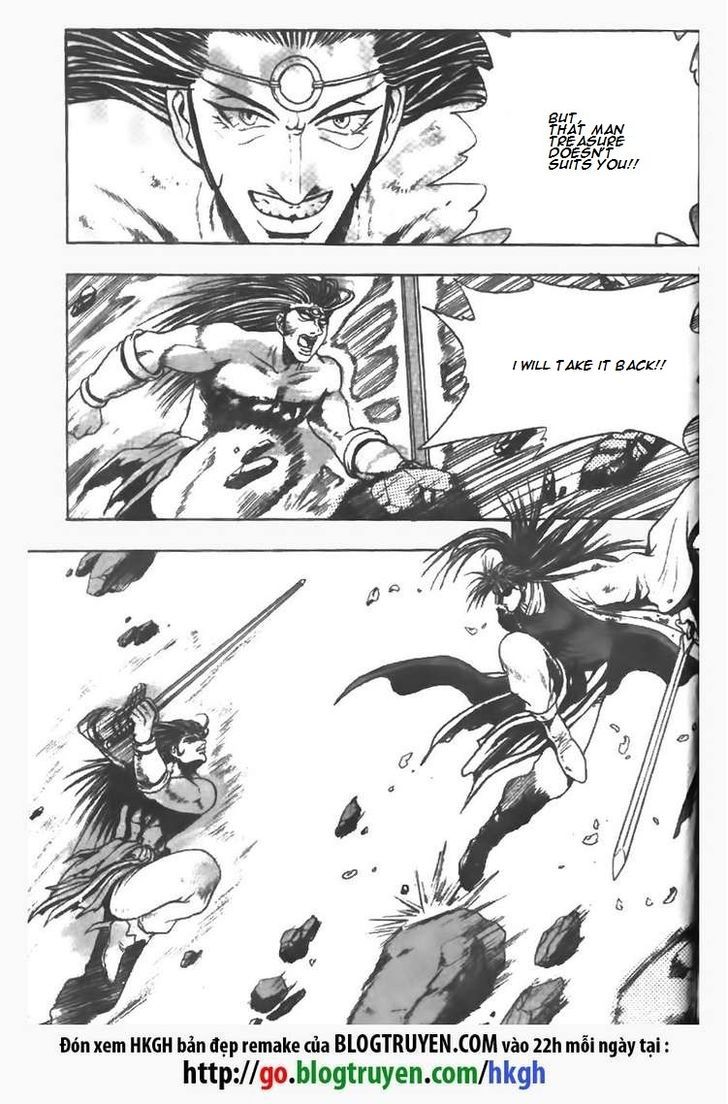 BUT,
THAT MAN
TREASURE
DOESN'T
SUITS YOU!!
I WILL TAKE IT BACK!!
Đón xem HKGH bản đẹp remake của BLOGTRUYEN.COM vào 22h mỗi ngày tại :
http://go.blogtruyen.com/hkgh